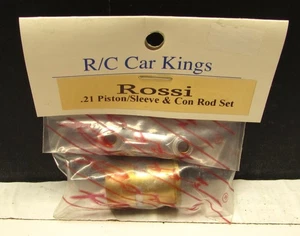 R/C Car Kings
Rossi
.21 Piston/Sleeve & Con Rod Set